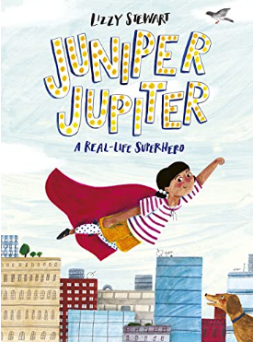 LIZZY STEWART
JUNIPER
JUPITER
A REAL-LIFE SUPERHERO